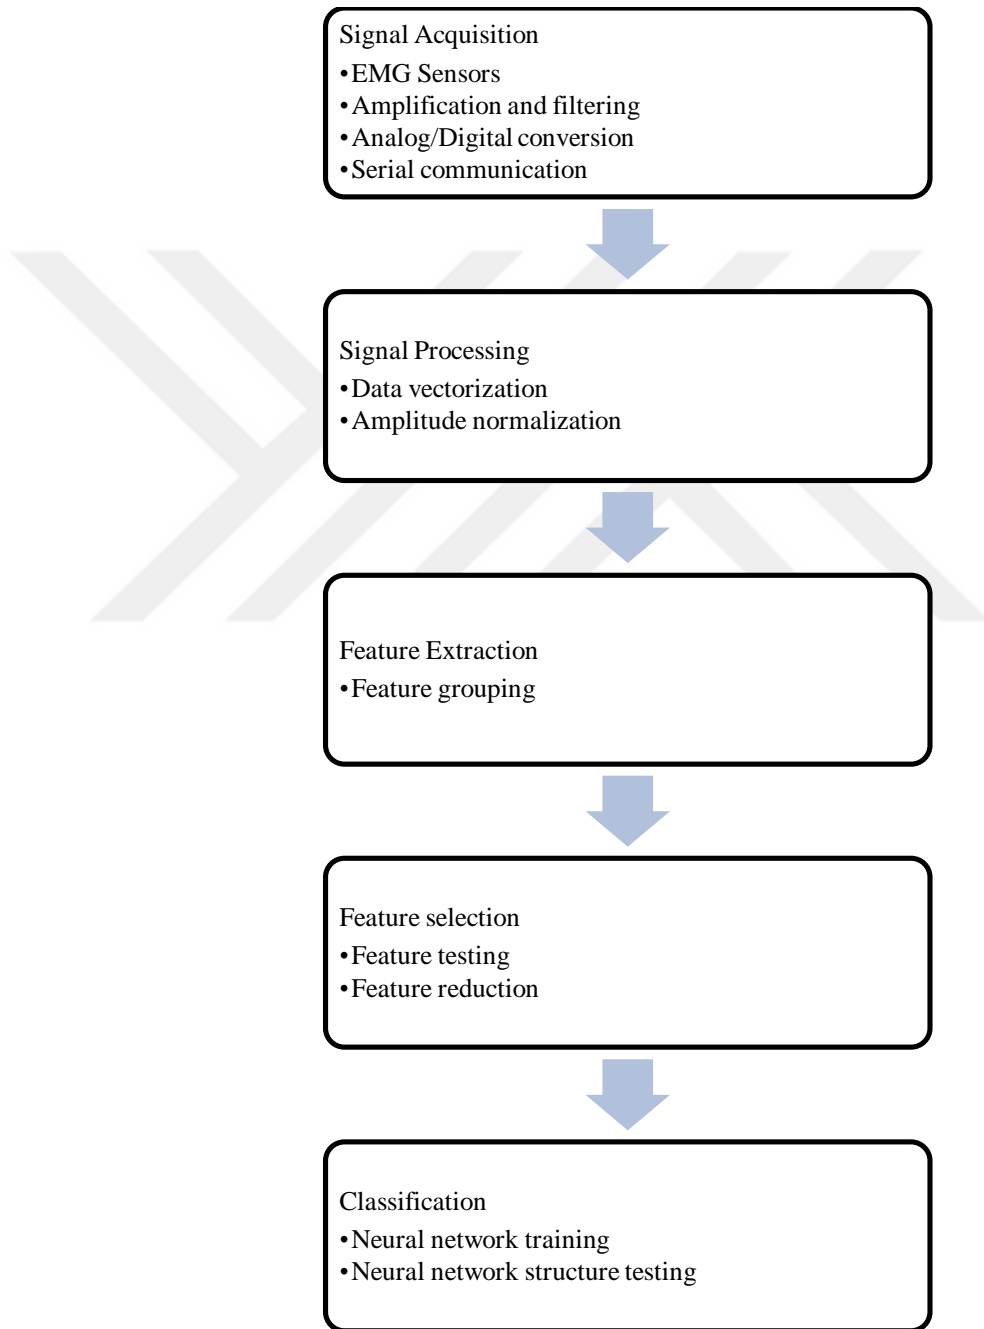 Signal Acquisition
•EMG Sensors
•Amplification and filtering
•Analog/Digital conversion
•Serial communication
Signal Processing
•Data vectorization
•Amplitude normalization
Feature Extraction
•Feature grouping
Feature selection
•Feature testing
•Feature reduction
Classification
•Neural network training
•Neural network structure testing